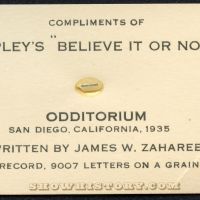 COMPLIMENTS OF
PLEY'S "BELIEVE IT OR NO
ODDITORIUM
SAN DIEGO, CALIFORNIA, 1935
WRITTEN BY JAMES W. ZAHAREE
RECORD, 9007 LETTERS ON A GRAIN
SHOWHISTORY.COM